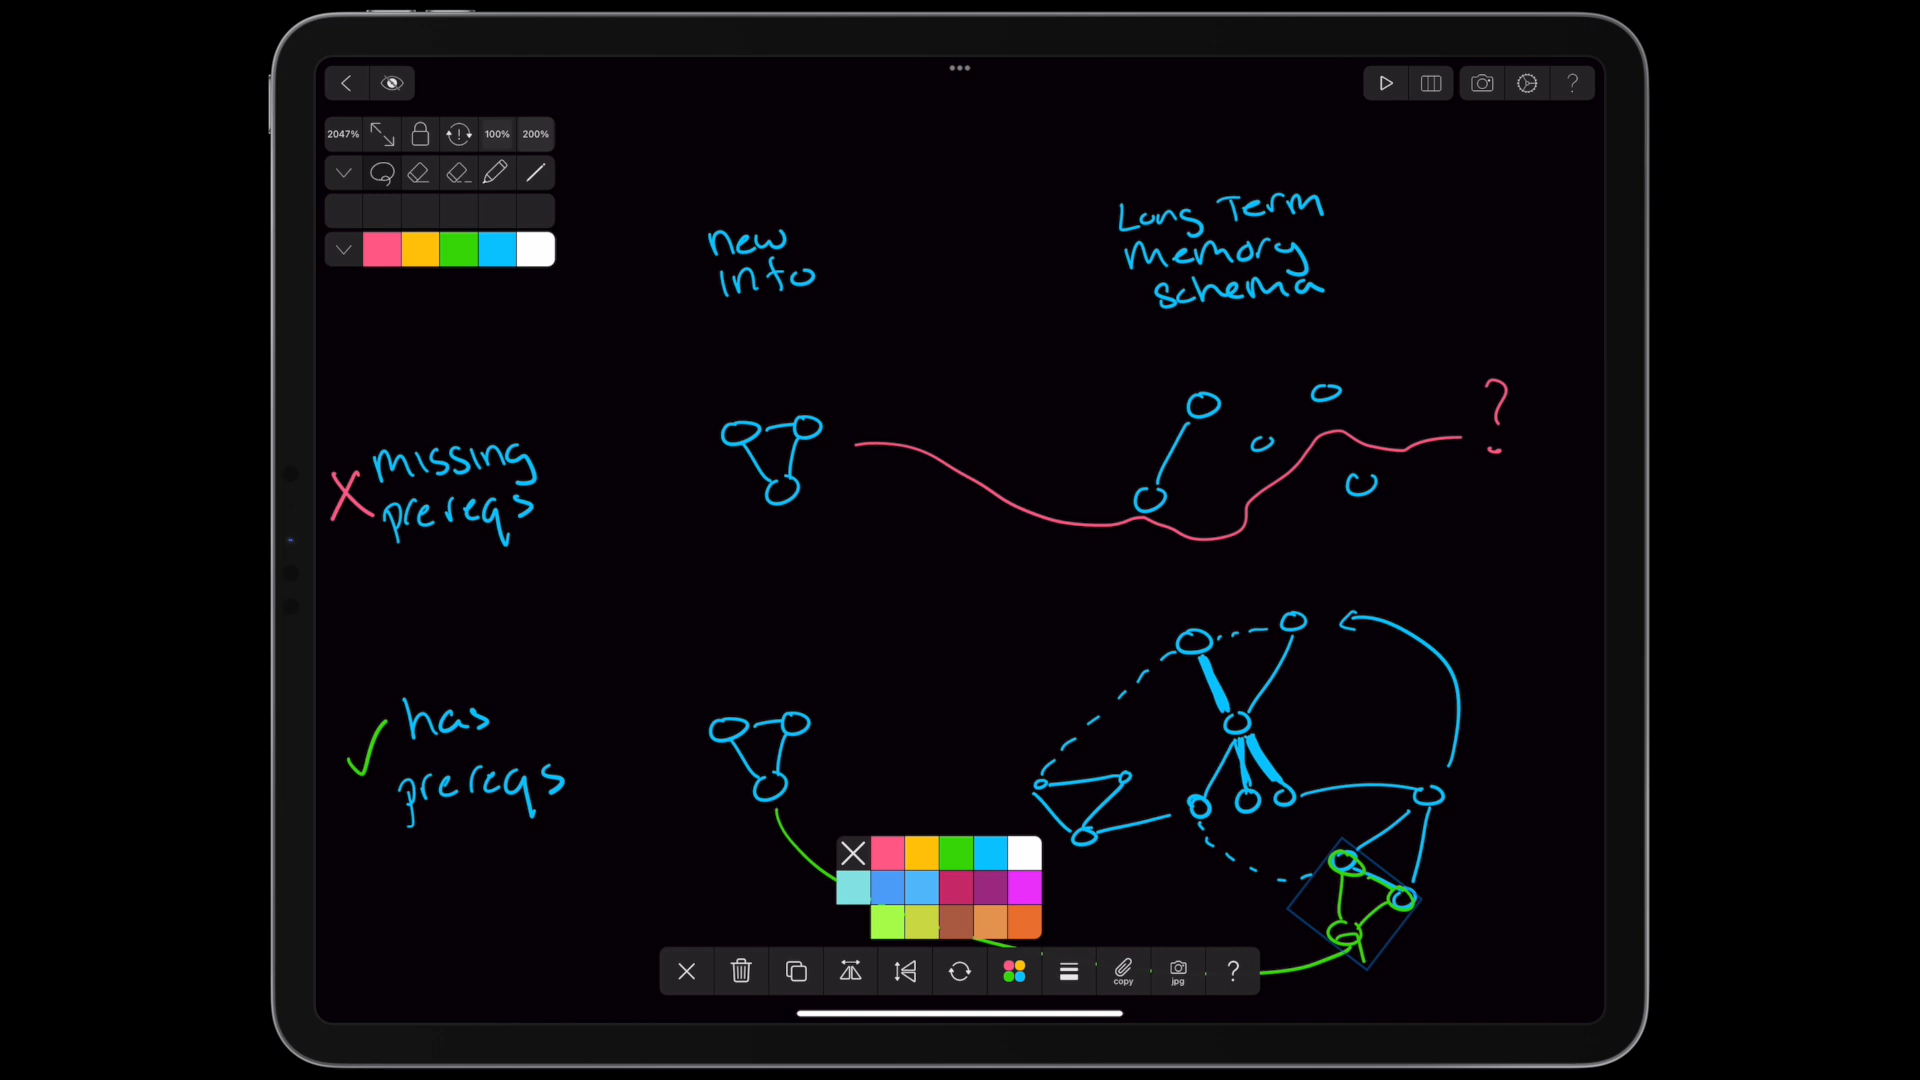 2047%
100%
200%
new
info
Long Term
memory
schema
?
missing
prereqs
has
prereqs
copy
jpg
?